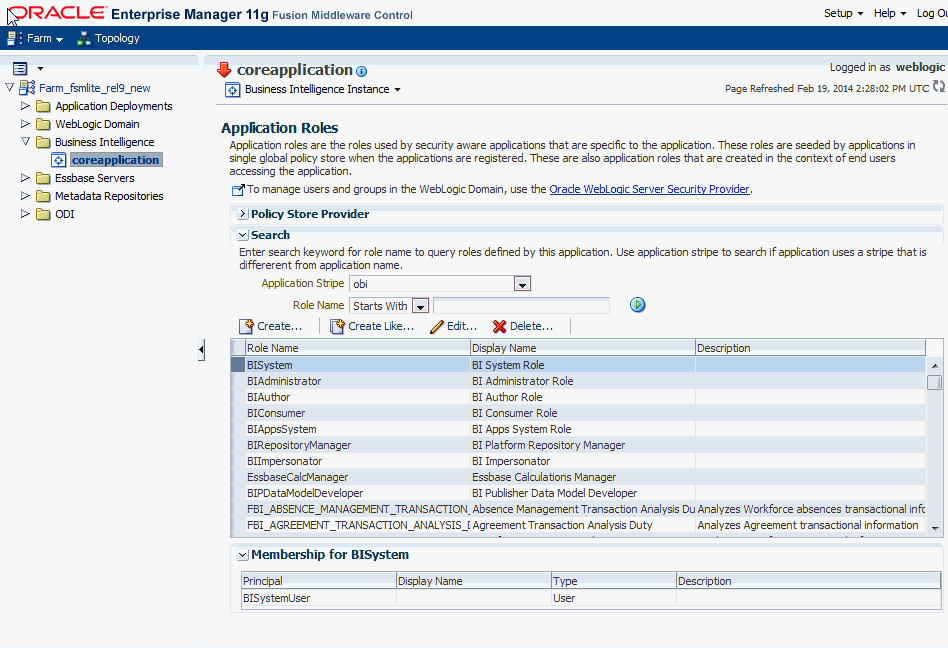 ORACLE Enterprise Manager 11g Fusion Middleware Control
Setup Help Log Ou
Farm Topology
Farm_fsmlite_rel9_new
Application Deployments
WebLogic Domain
Business Intelligence
coreapplication
Essbase Servers
Metadata Repositories
ODI
coreapplication
Logged in as weblogic
Business Intelligence Instance
Page Refreshed Feb 19, 2014 2:28:02 PM UTC
Application Roles
Application roles are the roles used by security aware applications that are specific to the application. These roles are seeded by applications in
single global policy store when the applications are registered. These are also application roles that are created in the context of end users
accessing the application.
To manage users and groups in the WebLogic Domain, use the Oracle WebLogic Server Security Provider.
Policy Store Provider
Search
Enter search keyword for role name to query roles defined by this application. Use application stripe to search if application uses a stripe that is
differerent from application name.
Application Stripe obi
Role Name Starts With
Create... Create Like... Edit... Delete...
Role Name Display Name Description
BISystem BI System Role
BIAdministrator BI Administrator Role
BIAuthor BI Author Role
BIConsumer BI Consumer Role
BIAppsSystem BI Apps System Role
BIRepositoryManager BI Platform Repository Manager
BIImpersonator BI Impersonator
EssbaseCalcManager Essbase Calculations Manager
BIPDataModelDeveloper BI Publisher Data Model Developer
FBI_ABSENCE_MANAGEMENT_TRANSACTION_ Absence Management Transaction Analysis Du Analyzes Workforce absences transactional info
FBI_AGREEMENT_TRANSACTION_ANALYSIS_D Agreement Transaction Analysis Duty Analyzes Agreement transactional information
Membership for BISystem
Principal Display Name Type Description
BISystemUser User